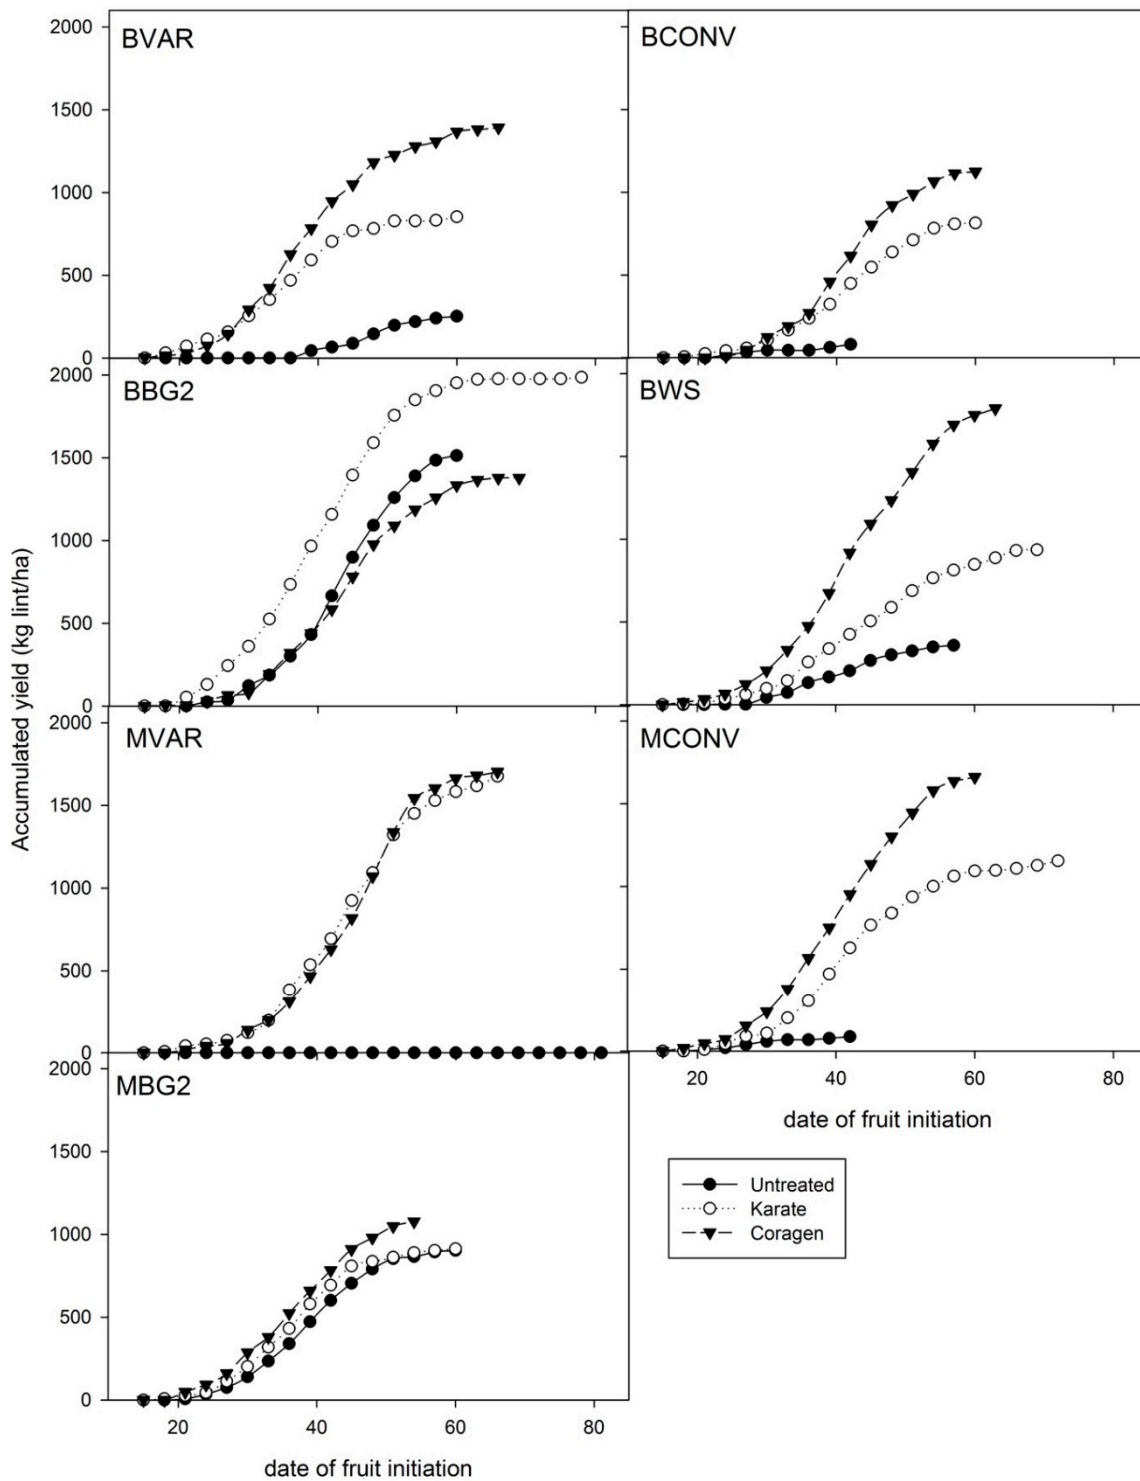 BVAR
BCONV
2000
1500
1000
500
0
0
BBG2
BWS
2000
1500
1000
500
0
MVAR
MCONV
2000
1500
1000
500
0
20 40 60 80
date of fruit initiation
MBG2
2000
1500
1000
500
0
20 40 60 80
date of fruit initiation
Accumulated yield (kg lint/ha)
Untreated
Karate
Coragen